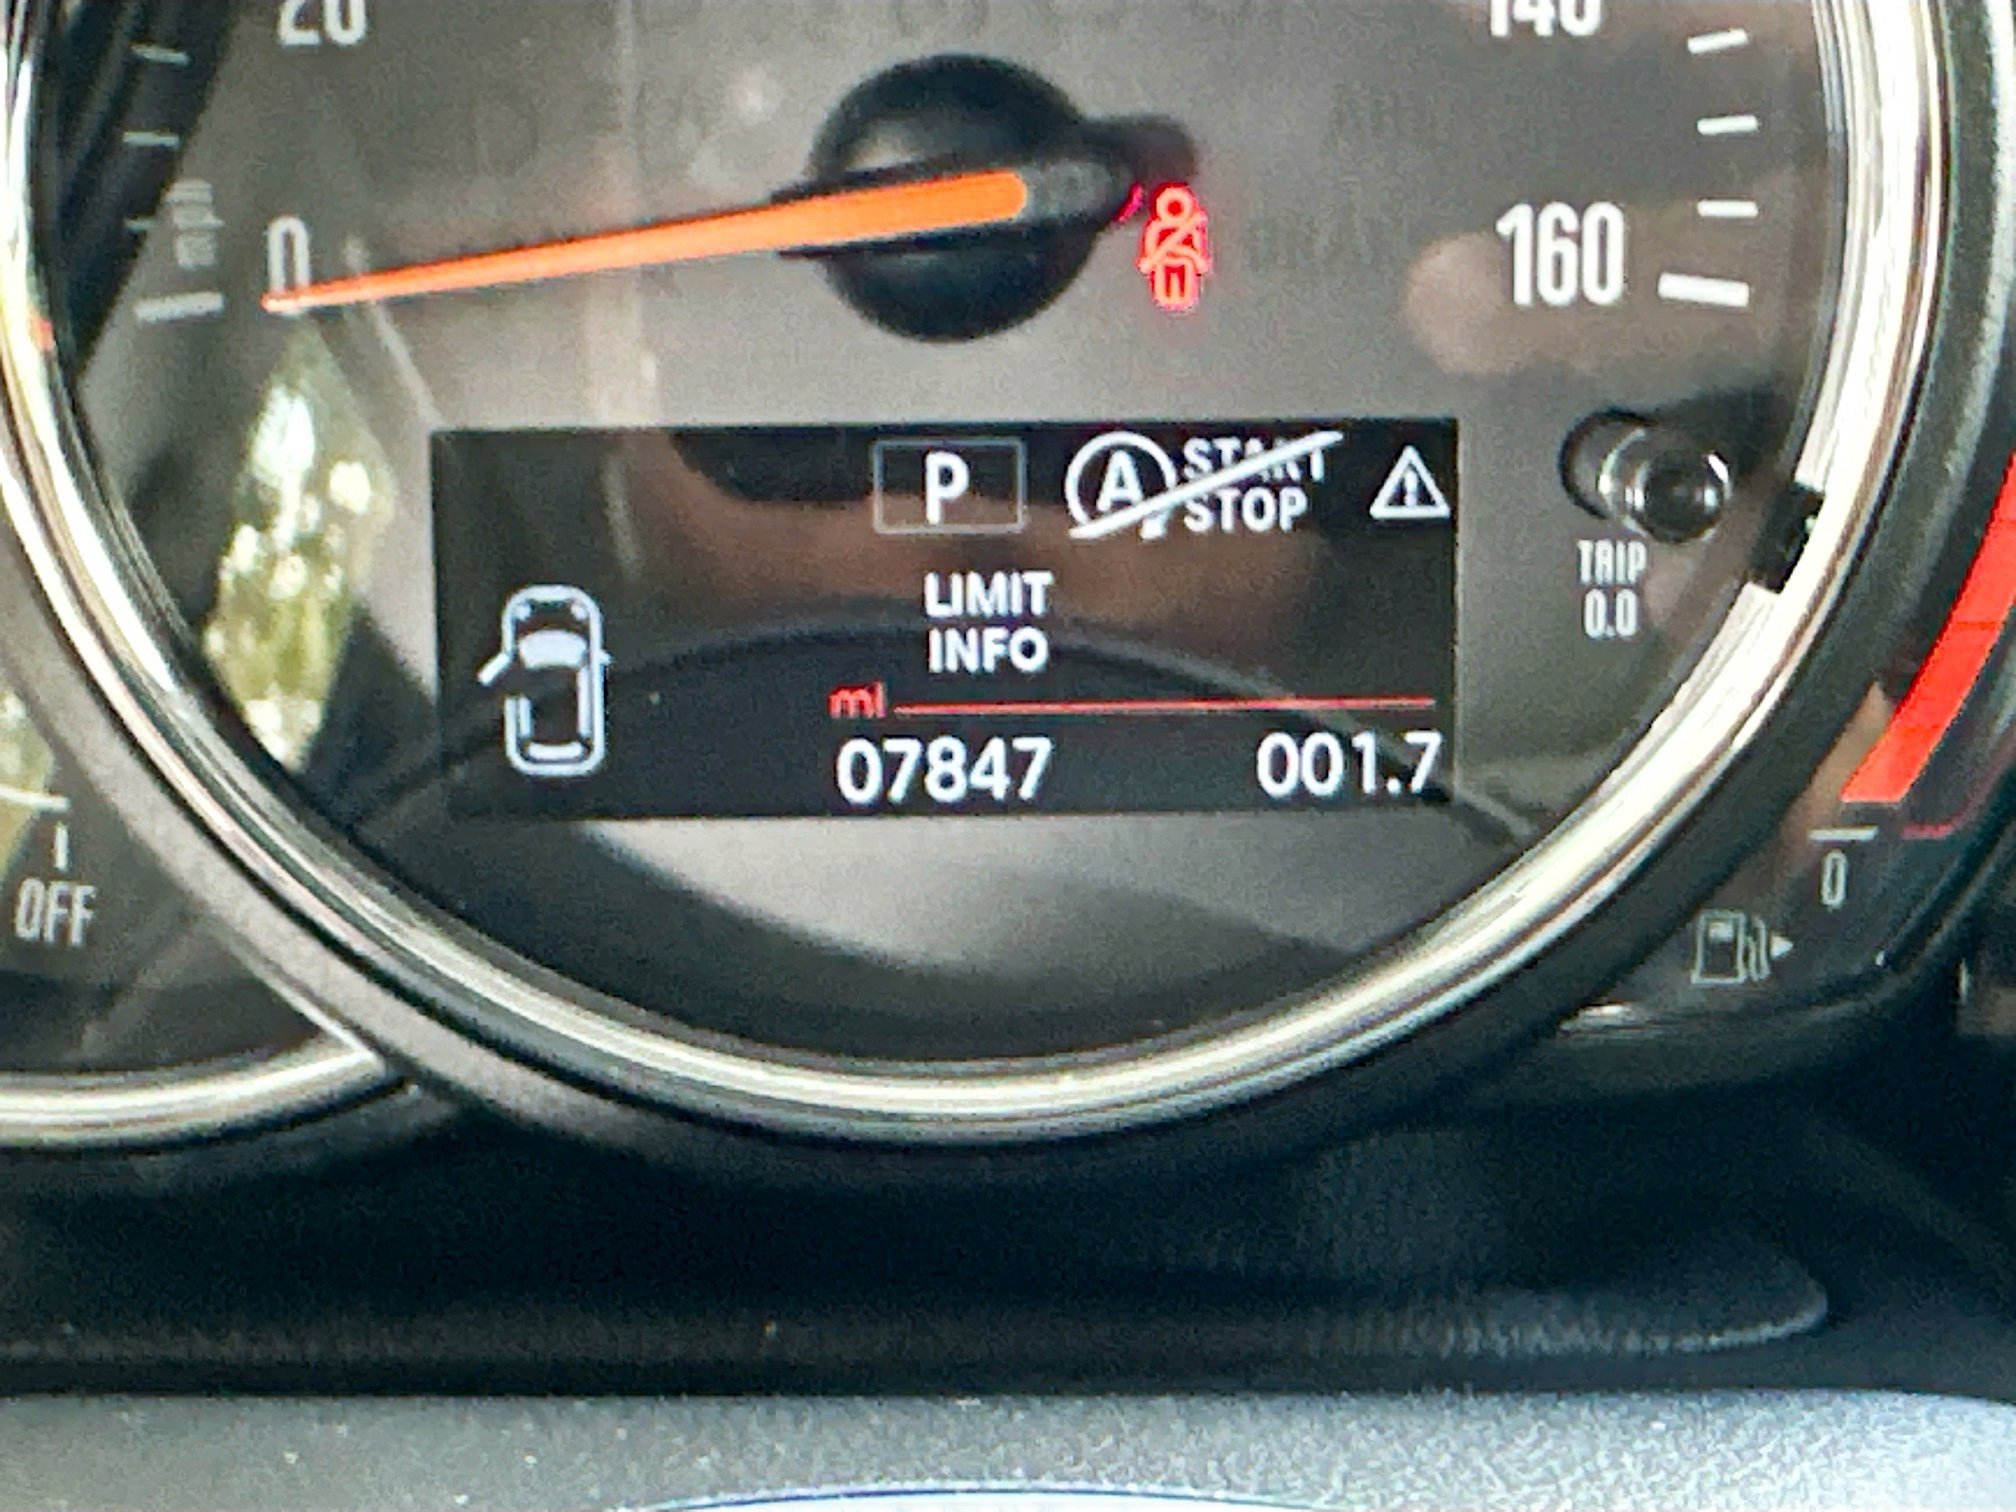 20
140
0
160
P
A
START
STOP
LIMIT
INFO
TRIP
0.0
mi
07847 001.7
OFF
0